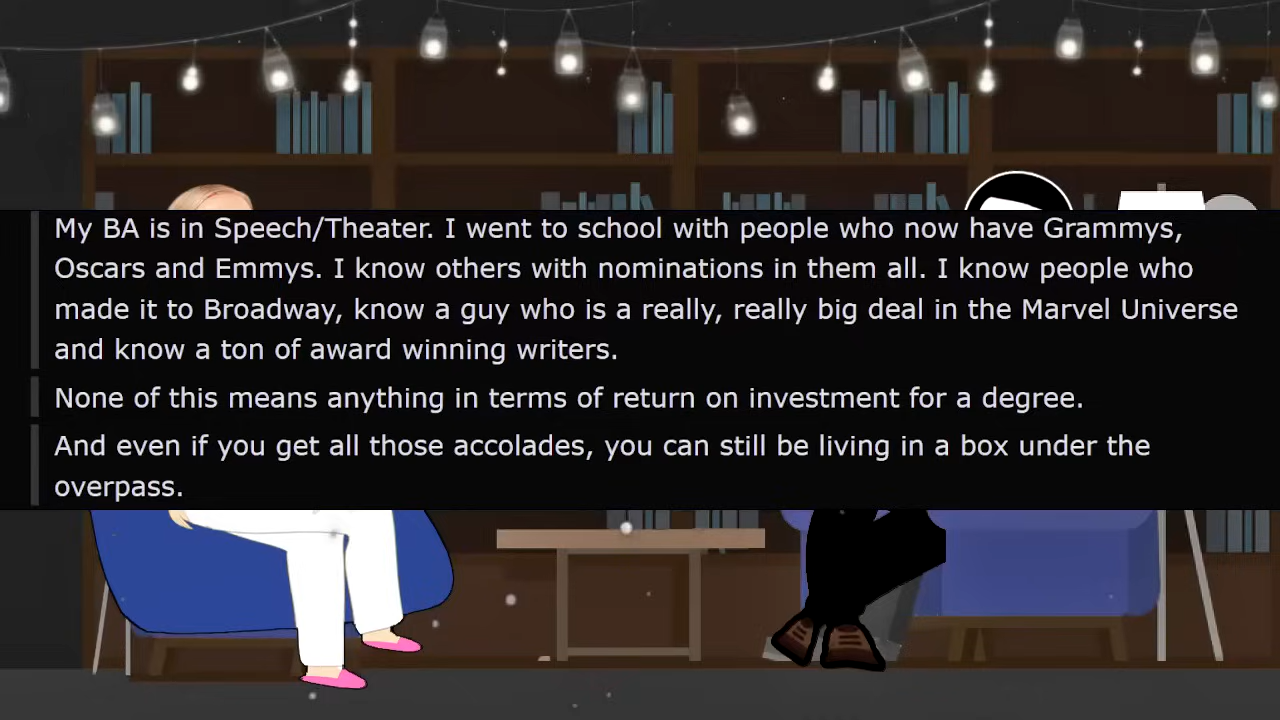 My BA is in Speech/Theater. I went to school with people who now have Grammys,
Oscars and Emmys. I know others with nominations in them all. I know people who
made it to Broadway, know a guy who is a really, really big deal in the Marvel Universe
and know a ton of award winning writers.
None of this means anything in terms of return on investment for a degree.
And even if you get all those accolades, you can still be living in a box under the
overpass.